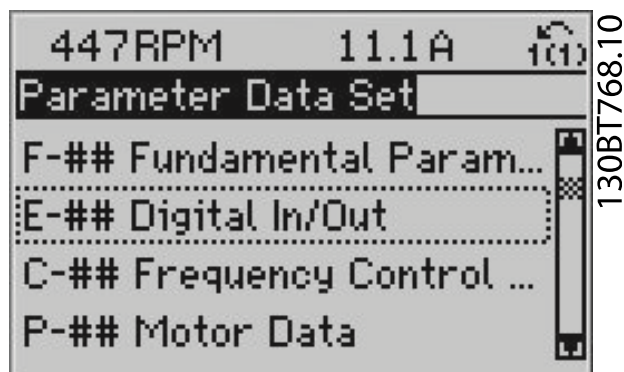 447RPM 11.1A 1(1)
Parameter Data Set
F-## Fundamental Param...
E-## Digital In/Out
C-## Frequency Control ...
P-## Motor Data
130BT768.10